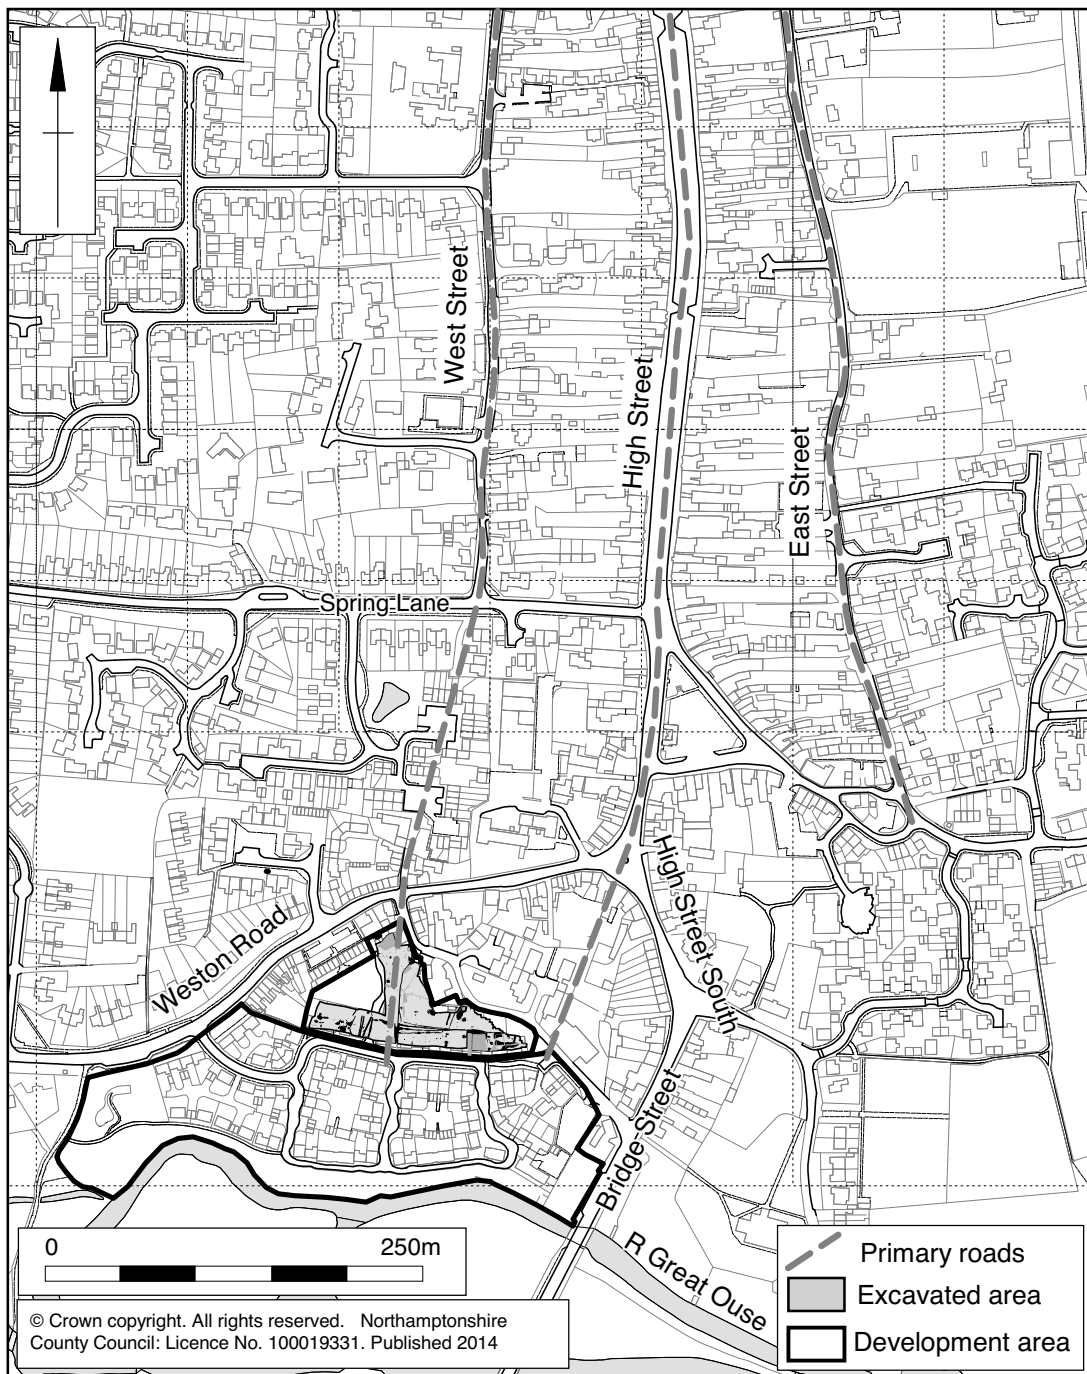 West Street
High Street
East Street
Spring Lane
Weston Road
High Street South
Bridge Street
R Great Ouse
0 250m
Primary roads
Excavated area
Development area
© Crown copyright. All rights reserved. Northamptonshire
County Council: Licence No. 100019331. Published 2014